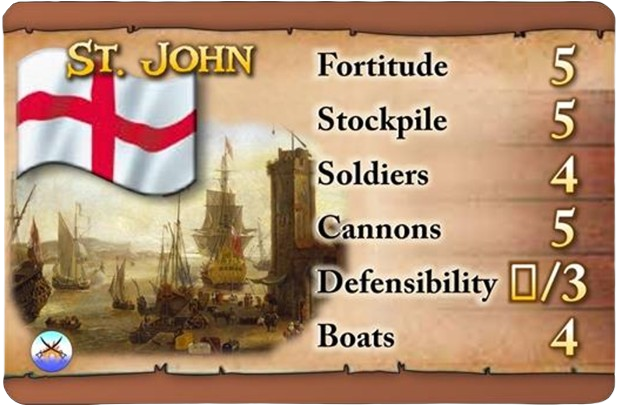 ST. JOHN
Fortitude 5
Stockpile 5
Soldiers 4
Cannons 5
Defensibility ▯/3
Boats 4